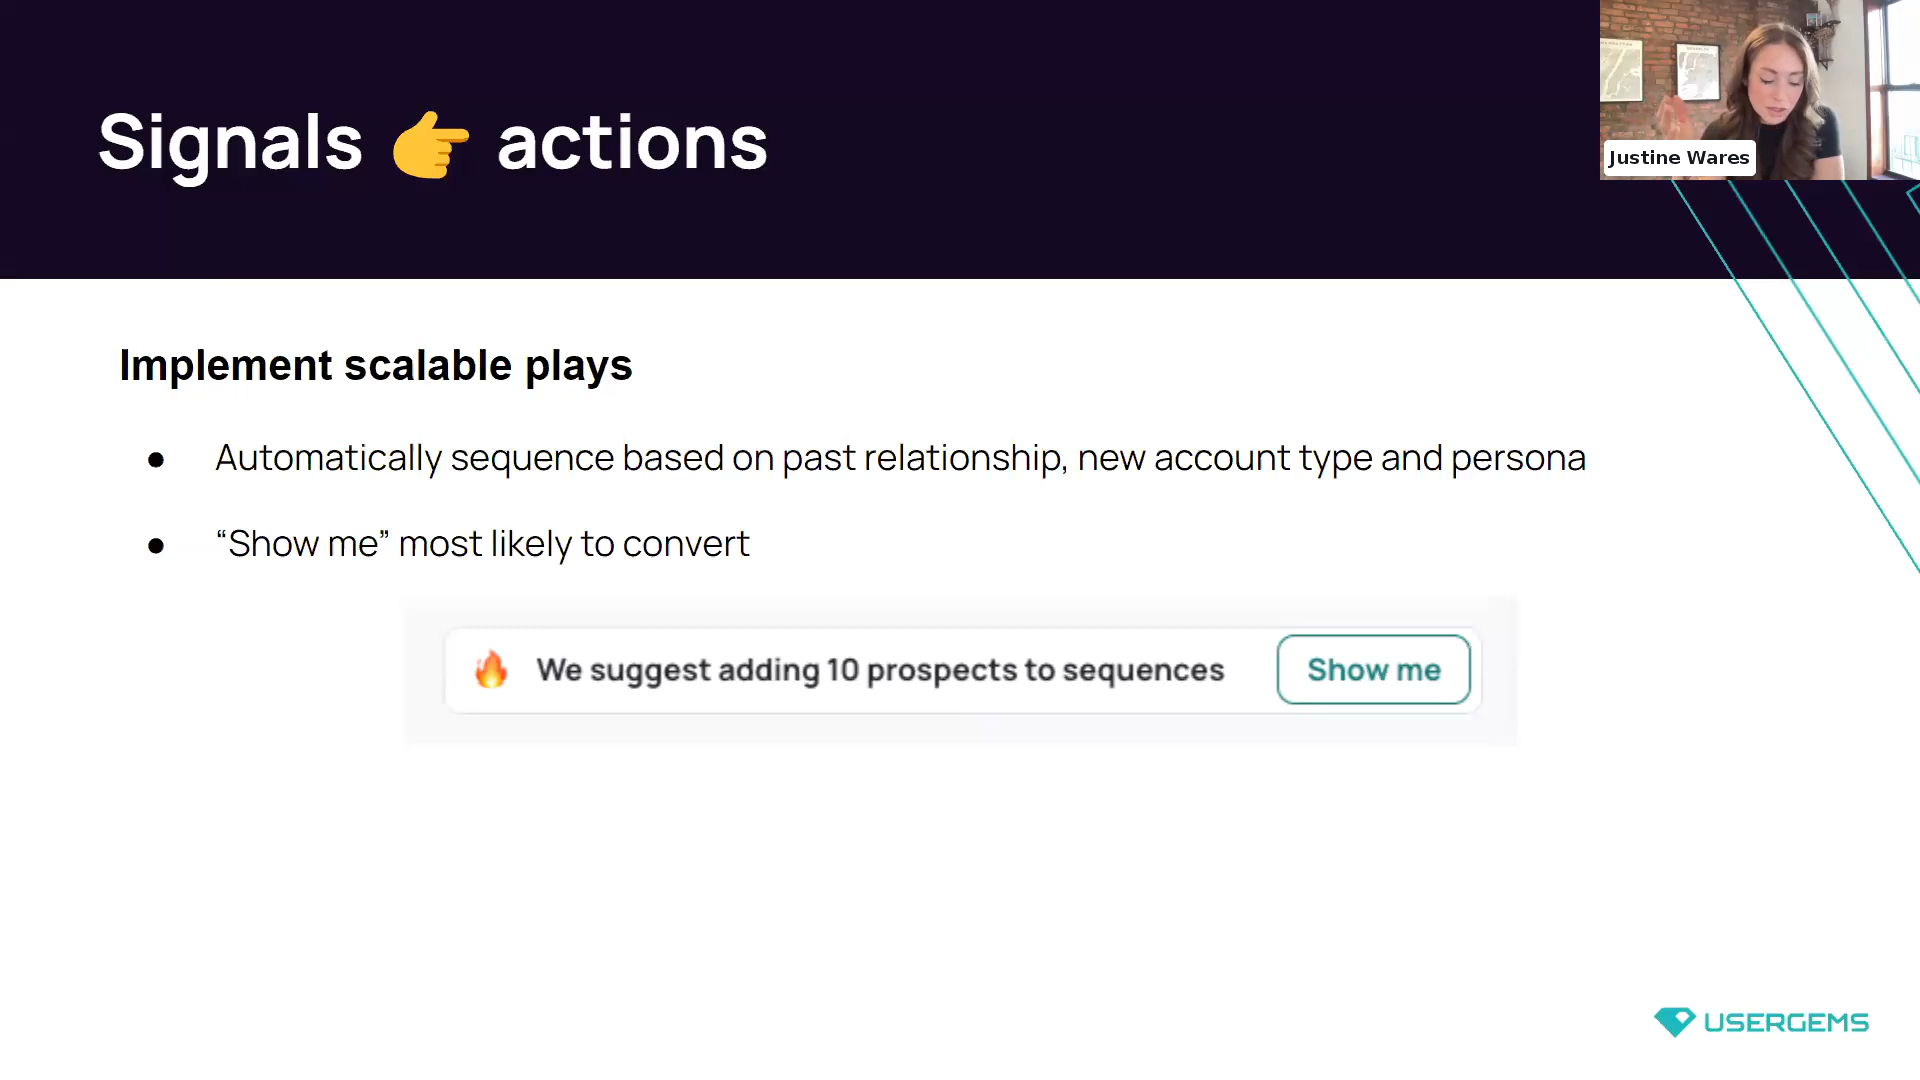 Signals 👉 actions
Justine Wares
Implement scalable plays
● Automatically sequence based on past relationship, new account type and persona
● “Show me” most likely to convert
🔥 We suggest adding 10 prospects to sequences Show me
USERGEMS